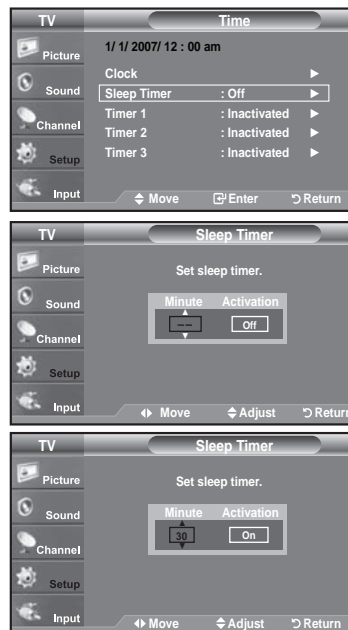 TV Time
Picture
Sound
Channel
Setup
Input
1/ 1/ 2007/ 12 : 00 am
Clock ►
Sleep Timer : Off ►
Timer 1 : Inactivated ►
Timer 2 : Inactivated ►
Timer 3 : Inactivated ►
Move Enter Return
TV Sleep Timer
Picture
Sound
Channel
Setup
Input
Set sleep timer.
Minute Activation
-- Off
Move Adjust Return
TV Sleep Timer
Picture
Sound
Channel
Setup
Input
Set sleep timer.
Minute Activation
30 On
Move Adjust Return